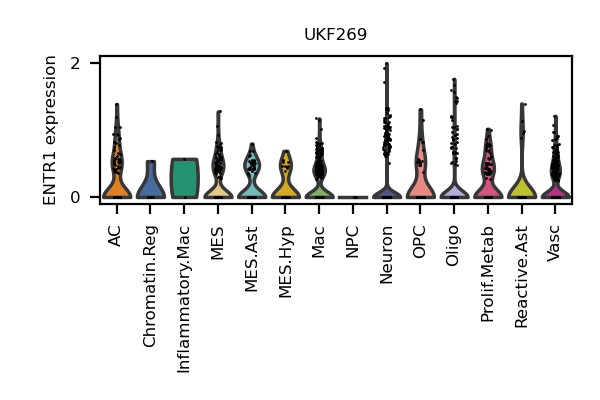 UKF269
ENTR1 expression
2
0
AC
Chromatin.Reg
Inflammatory.Mac
MES
MES.Ast
MES.Hyp
Mac
NPC
Neuron
OPC
Oligo
Prolif.Metab
Reactive.Ast
Vasc